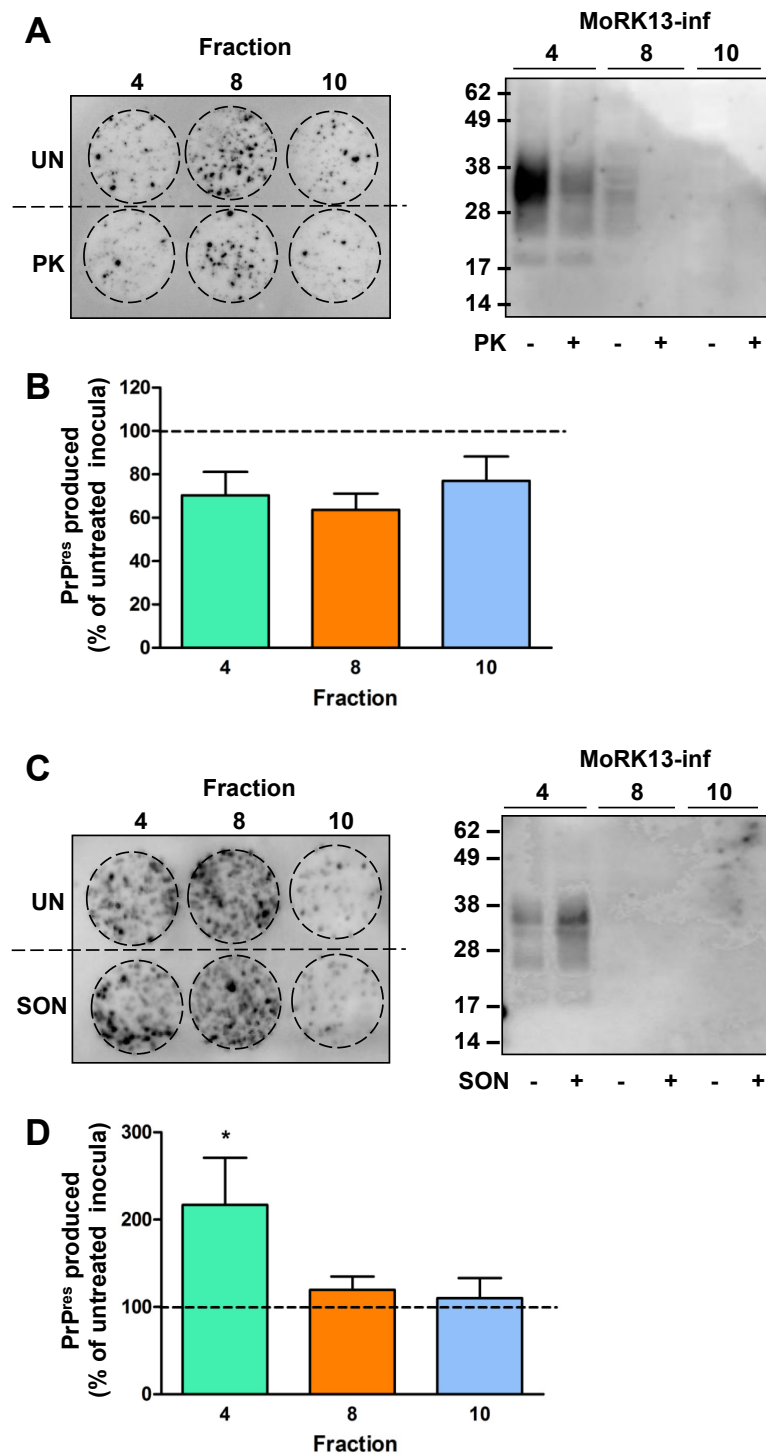 A
Fraction
4 8 10
UN
PK
MoRK13-inf
4 8 10
62
49
38
28
17
14
PK - + - + - +
B
PrPres produced
(% of untreated inocula)
120
100
80
60
40
20
0
4 8 10
Fraction
C
Fraction
4 8 10
UN
SON
MoRK13-inf
4 8 10
62
49
38
28
17
14
SON - + - + - +
D
PrPres produced
(% of untreated inocula)
300
200
100
0
*
4 8 10
Fraction